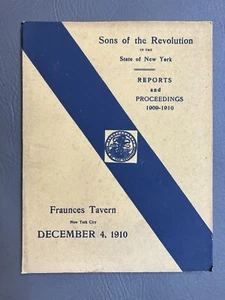 Sons of the Revolution
IN THE
State of New York
REPORTS
and
PROCEEDINGS
1909-1910
Fraunces Tavern
New York City
DECEMBER 4, 1910